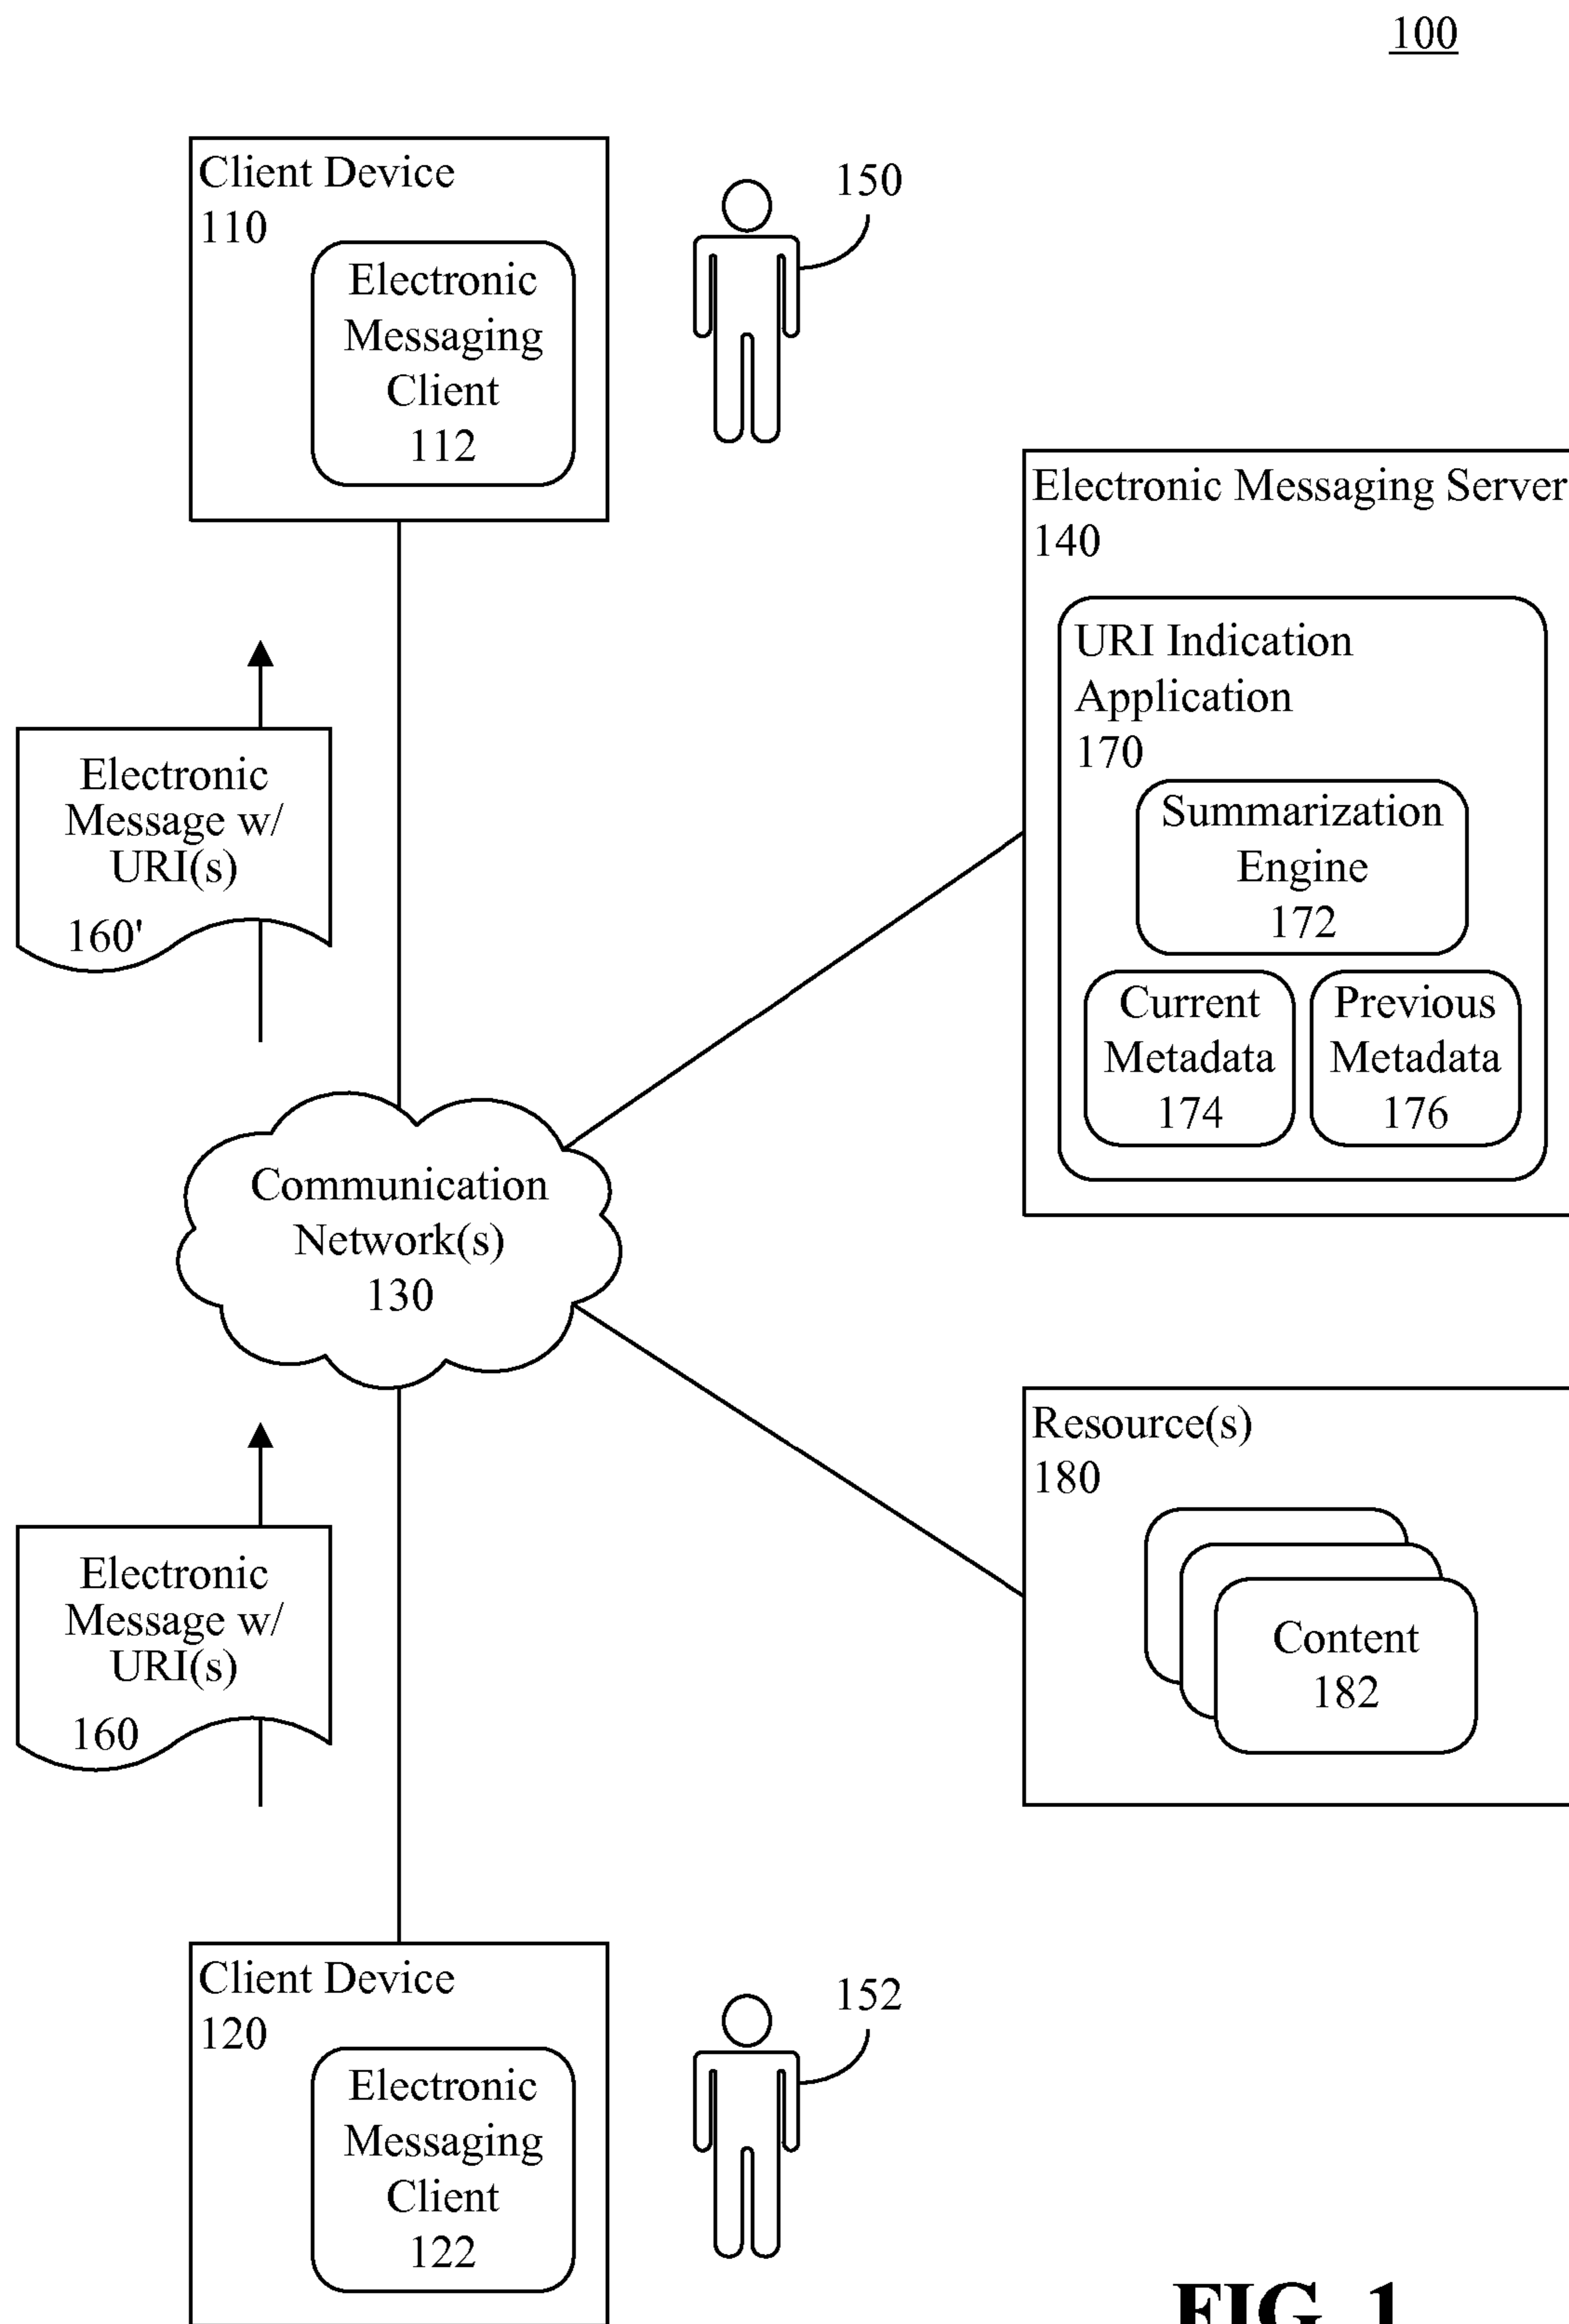 100
Client Device
110
Electronic
Messaging
Client
112
150
Electronic Messaging Server
140
URI Indication
Application
170
Summarization
Engine
172
Current
Metadata
174
Previous
Metadata
176
Electronic
Message w/
URI(s)
160'
Communication
Network(s)
130
Resource(s)
180
Content
182
Electronic
Message w/
URI(s)
160
Client Device
120
Electronic
Messaging
Client
122
152
FIG. 1